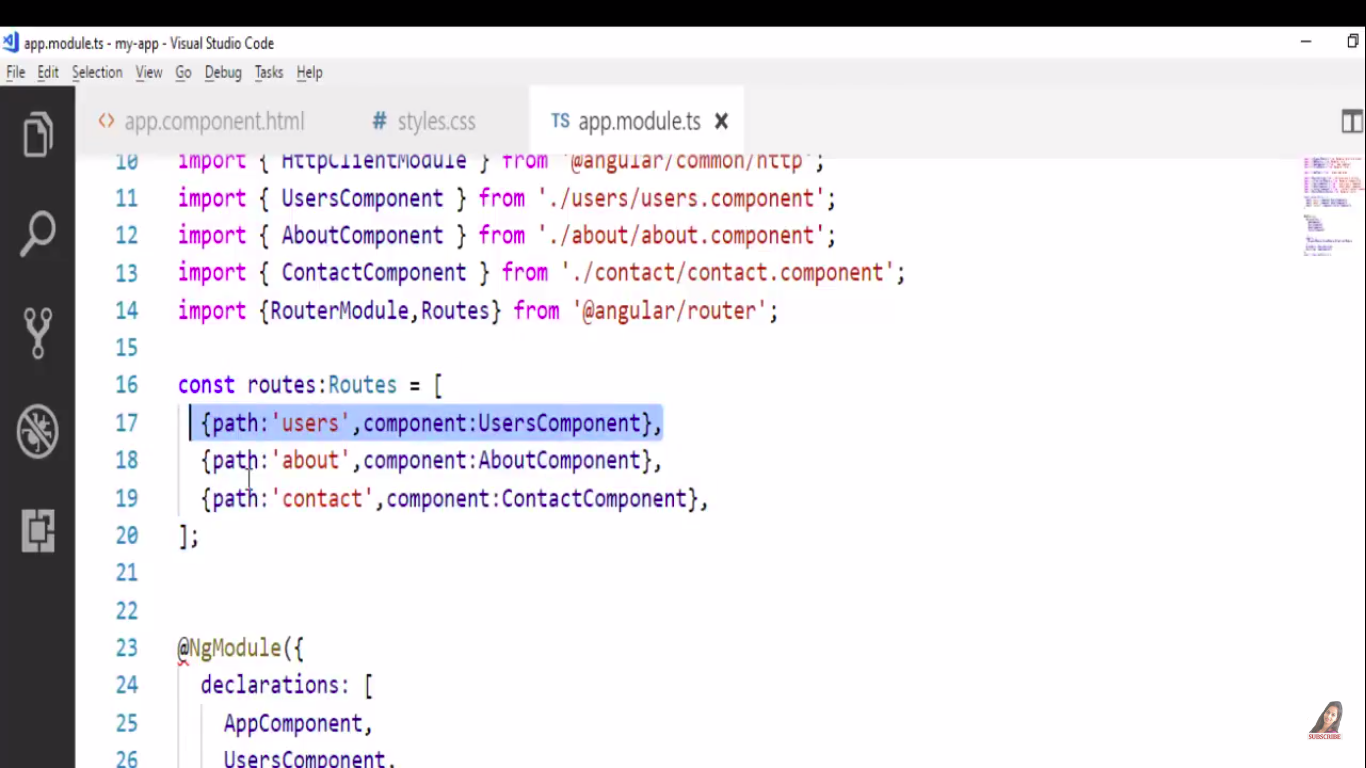 app.module.ts - my-app - Visual Studio Code
File Edit Selection View Go Debug Tasks Help
<> app.component.html # styles.css TS app.module.ts ×
10 import { HttpClientModule } from '@angular/common/http';
11 import { UsersComponent } from './users/users.component';
12 import { AboutComponent } from './about/about.component';
13 import { ContactComponent } from './contact/contact.component';
14 import {RouterModule,Routes} from '@angular/router';
15
16 const routes:Routes = [
17 {path:'users',component:UsersComponent},
18 {path:'about',component:AboutComponent},
19 {path:'contact',component:ContactComponent},
20 ];
21
22
23 @NgModule({
24 declarations: [
25 AppComponent,
26 UsersComponent,
SUBSCRIBE